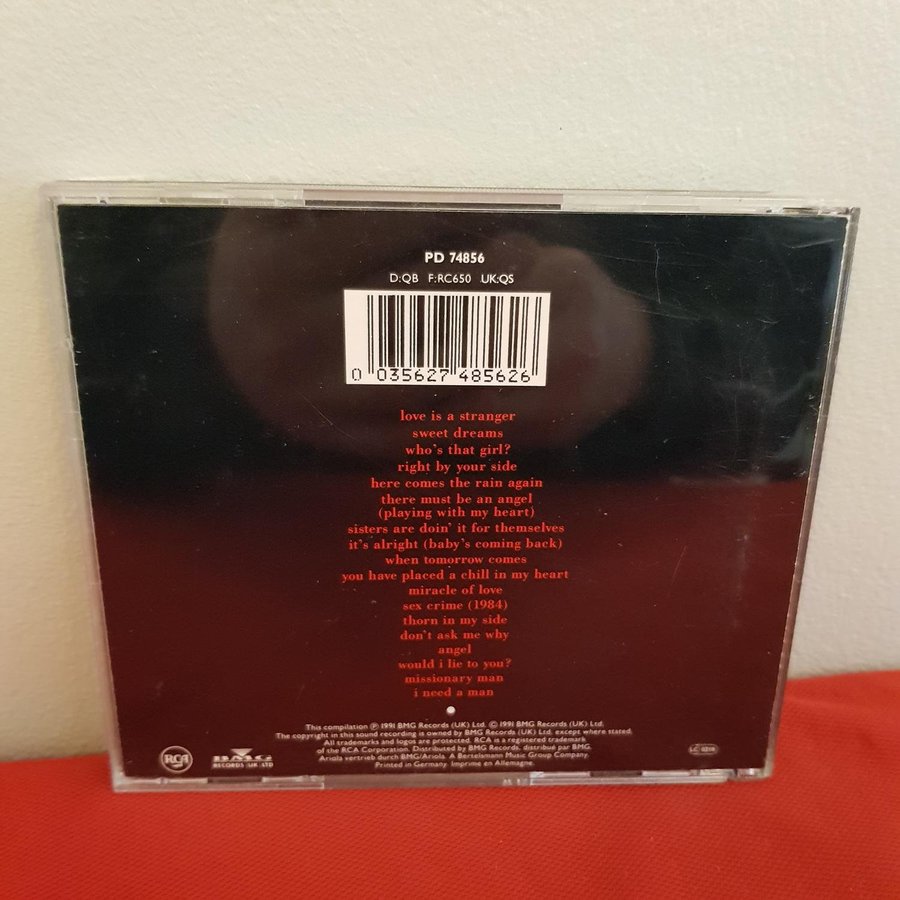 PD 74856
D:QB F:RC650 UK:QS
0 035627 485626
love is a stranger
sweet dreams
who's that girl?
right by your side
here comes the rain again
there must be an angel
(playing with my heart)
sisters are doin' it for themselves
it's alright (baby's coming back)
when tomorrow comes
you have placed a chill in my heart
miracle of love
sex crime (1984)
thorn in my side
don't ask me why
angel
would i lie to you?
missionary man
i need a man
This compilation ℗ 1991 BMG Records (UK) Ltd. © 1991 BMG Records (UK) Ltd.
The copyright in this sound recording is owned by BMG Records (UK) Ltd. except where stated.
All trademarks and logos are protected. RCA is a registered trademark
of the RCA Corporation. Distributed by BMG Records, distribué par BMG.
Ariola vertrieb durch BMG/Ariola. A Bertelsmann Music Group Company.
Printed in Germany. Imprime en Allemagne.
RCA
BMG
RECORDS (UK) LTD
LC 0210